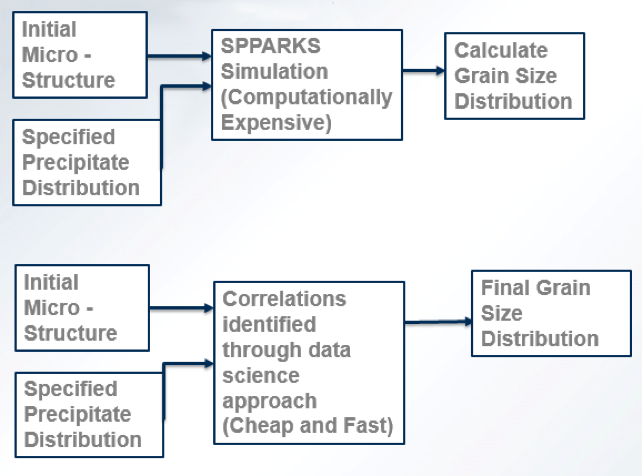 Initial
Micro -
Structure
SPPARKS
Simulation
(Computationally
Expensive)
Calculate
Grain Size
Distribution
Specified
Precipitate
Distribution
Initial
Micro -
Structure
Correlations
identified
through data
science
approach
(Cheap and Fast)
Final Grain
Size
Distribution
Specified
Precipitate
Distribution